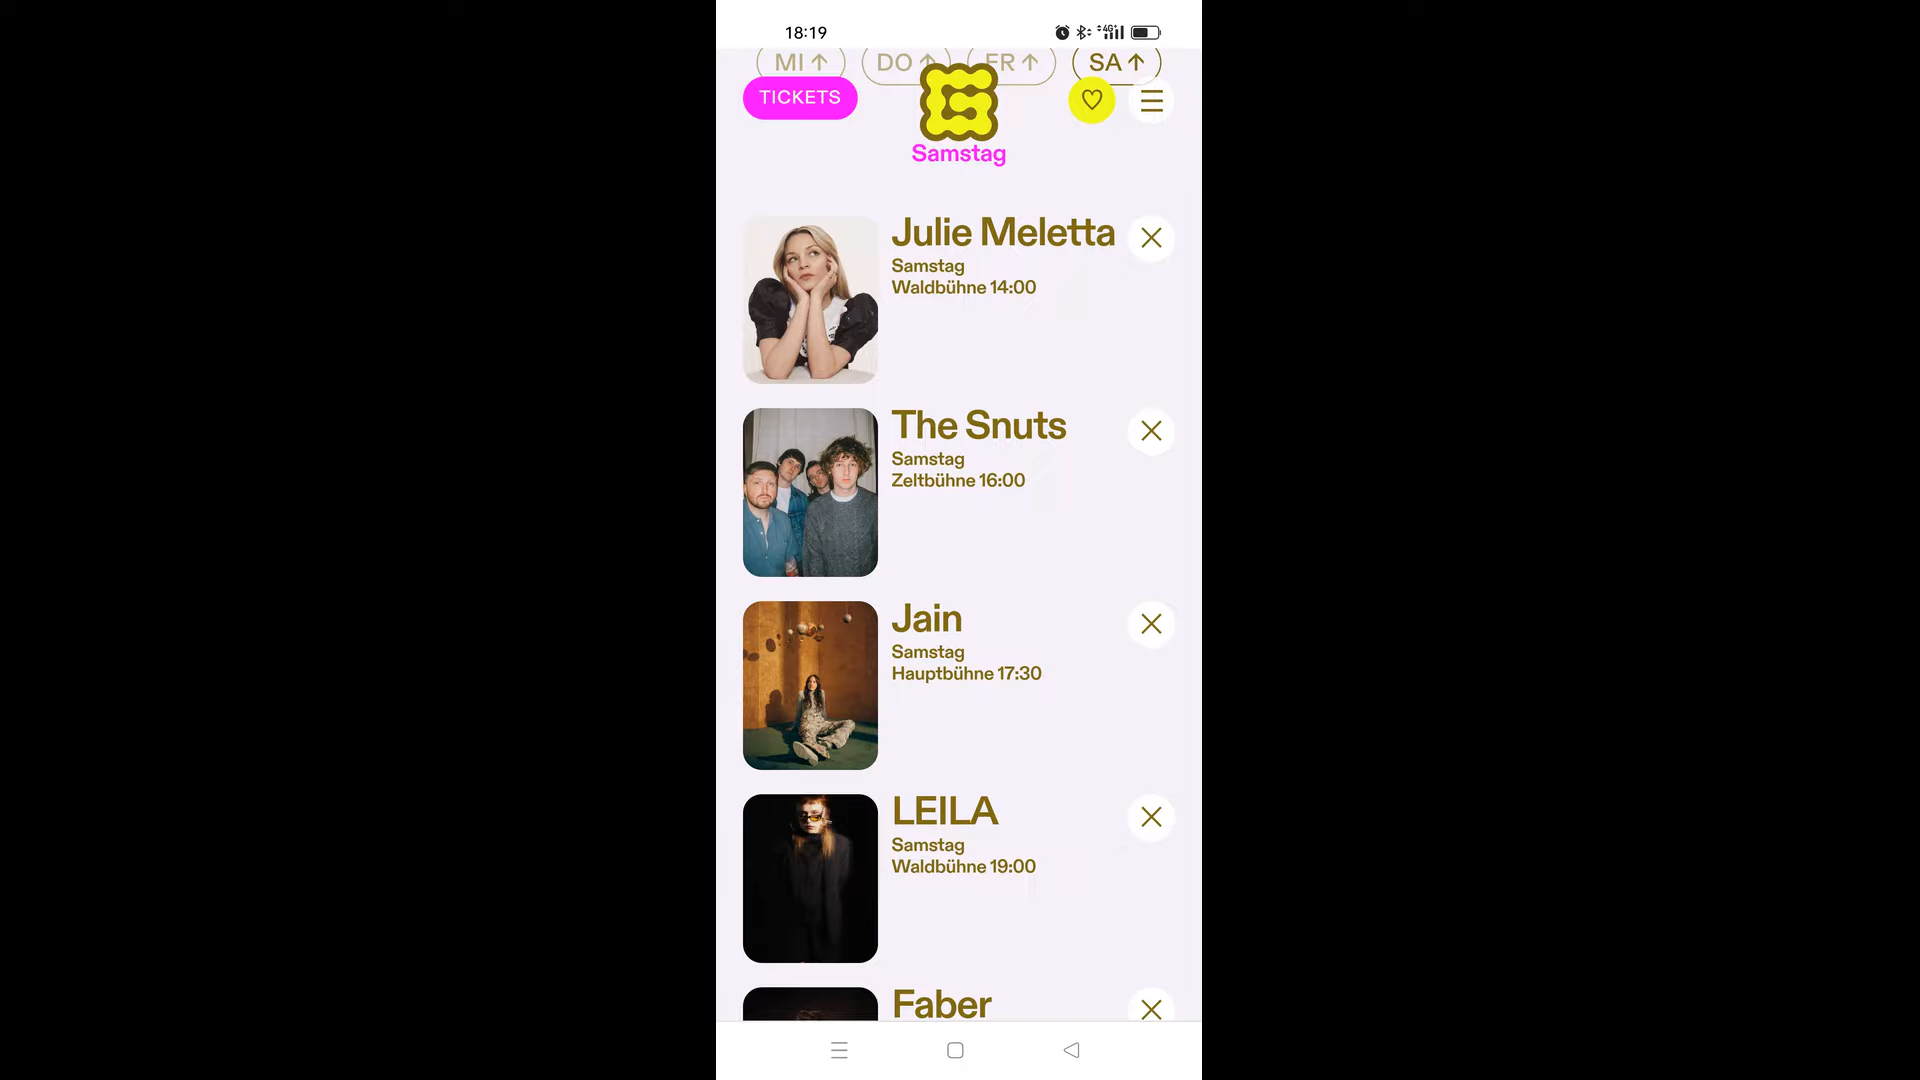 18:19
4G+
MI ↑ DO ↑ FR ↑ SA ↑
TICKETS
Samstag
Julie Meletta
Samstag
Waldbühne 14:00
The Snuts
Samstag
Zeltbühne 16:00
Jain
Samstag
Hauptbühne 17:30
LEILA
Samstag
Waldbühne 19:00
Faber